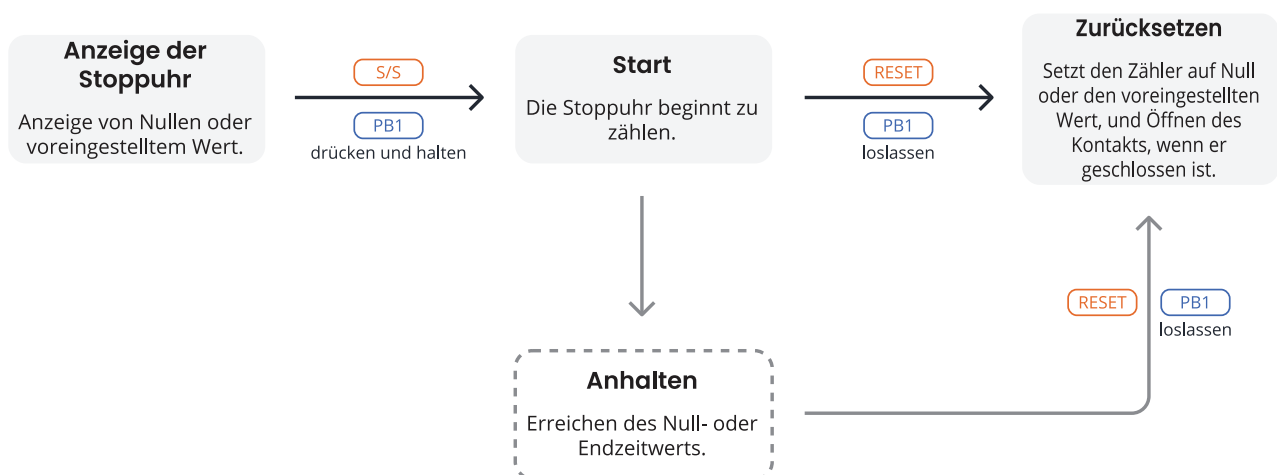 Anzeige der
Stoppuhr
Anzeige von Nullen oder
voreingestelltem Wert.
S/S
PB1
drücken und halten
Start
Die Stoppuhr beginnt zu
zählen.
RESET
PB1
loslassen
Zurücksetzen
Setzt den Zähler auf Null
oder den voreingestellten
Wert, und Öffnen des
Kontakts, wenn er
geschlossen ist.
RESET
PB1
loslassen
Anhalten
Erreichen des Null- oder
Endzeitwerts.